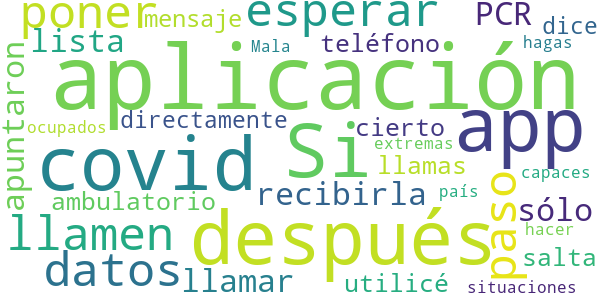 poner mensaje esperar PCR dice
lista Mala teléfono hagas
apuntaron aplicación
ocupados directamente Si cierto app
covid extremas
llamas capaces
ambulatorio recibirla país sólo
llamen después paso hacer
datos llamar utilicé salta
situaciones